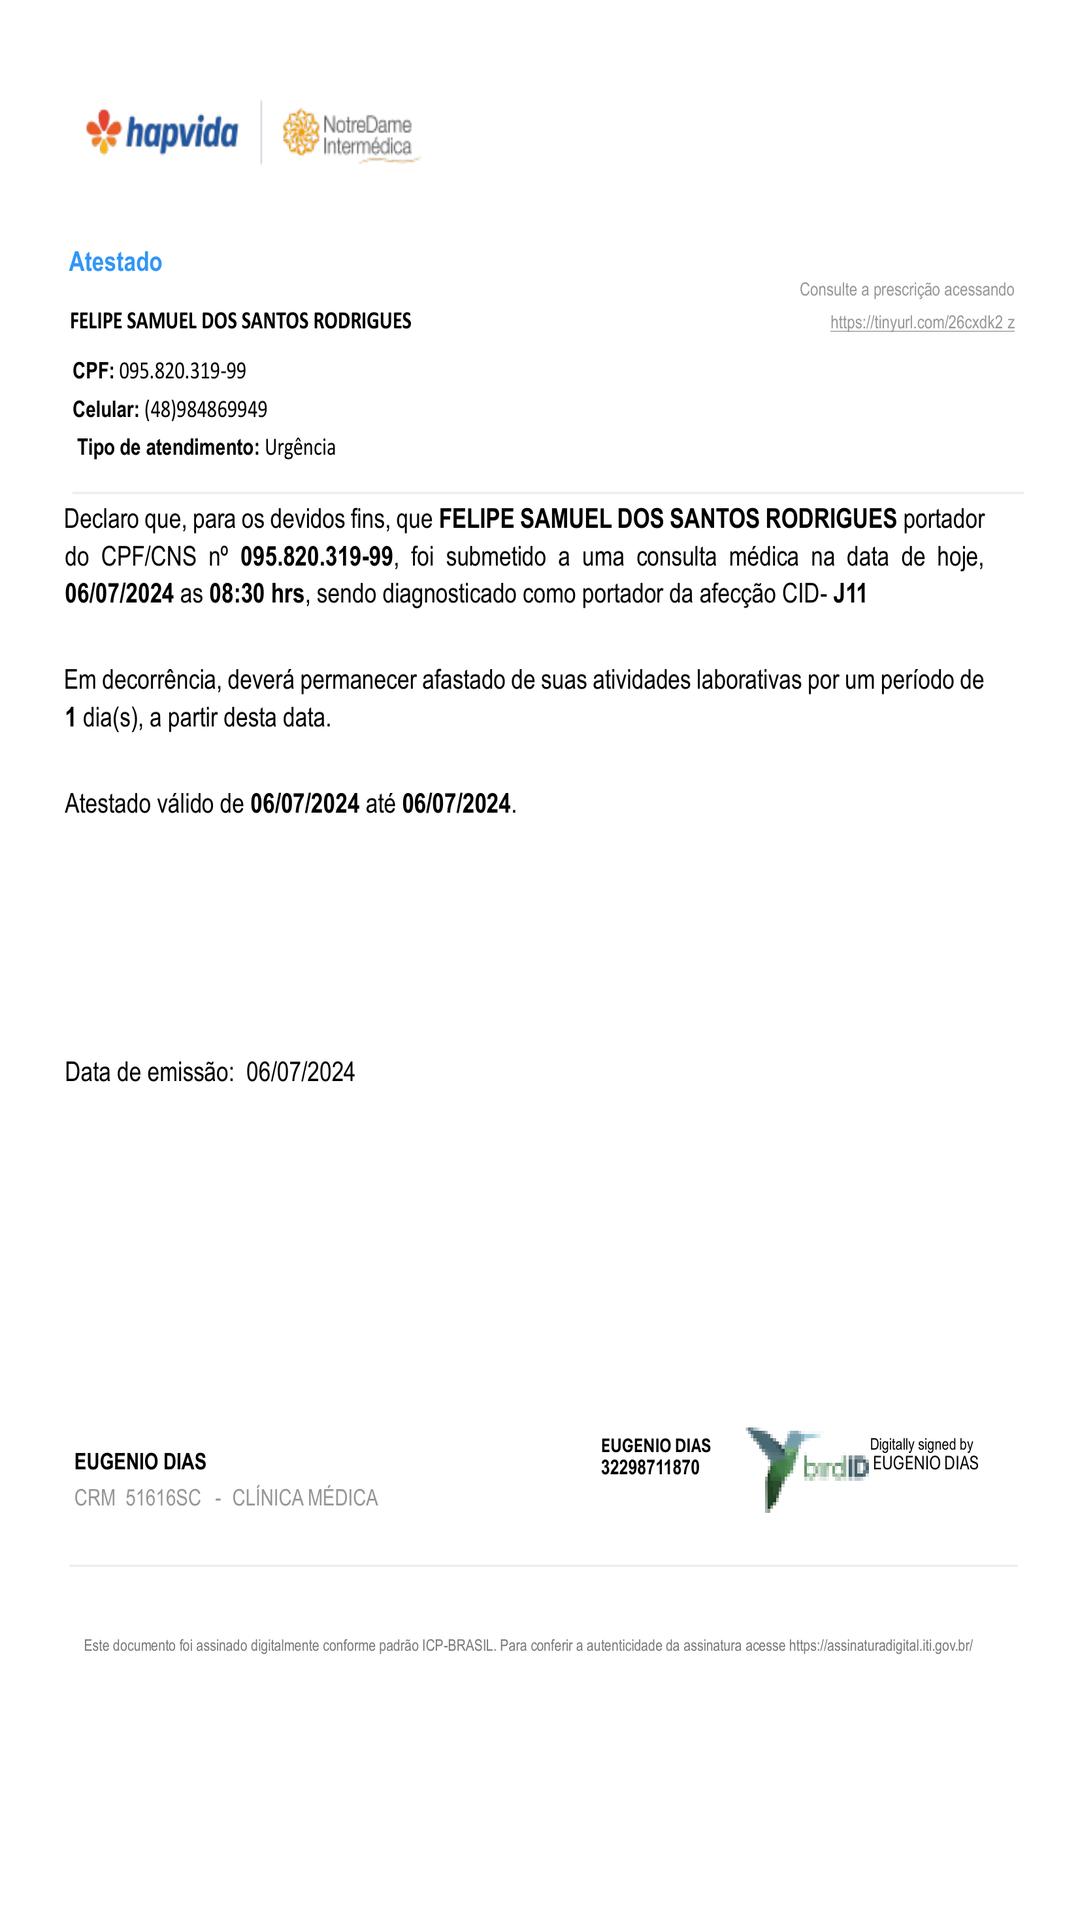 hapvida
NotreDame
Intermédica
Atestado
Consulte a prescrição acessando
https://tinyurl.com/26cxdk2 z
FELIPE SAMUEL DOS SANTOS RODRIGUES
CPF: 095.820.319-99
Celular: (48)984869949
Tipo de atendimento: Urgência
Declaro que, para os devidos fins, que FELIPE SAMUEL DOS SANTOS RODRIGUES portador
do CPF/CNS nº 095.820.319-99, foi submetido a uma consulta médica na data de hoje,
06/07/2024 as 08:30 hrs, sendo diagnosticado como portador da afecção CID- J11
Em decorrência, deverá permanecer afastado de suas atividades laborativas por um período de
1 dia(s), a partir desta data.
Atestado válido de 06/07/2024 até 06/07/2024.
Data de emissão: 06/07/2024
EUGENIO DIAS
CRM 51616SC - CLÍNICA MÉDICA
EUGENIO DIAS
32298711870
birdID
Digitally signed by
EUGENIO DIAS
Este documento foi assinado digitalmente conforme padrão ICP-BRASIL. Para conferir a autenticidade da assinatura acesse https://assinaturadigital.iti.gov.br/